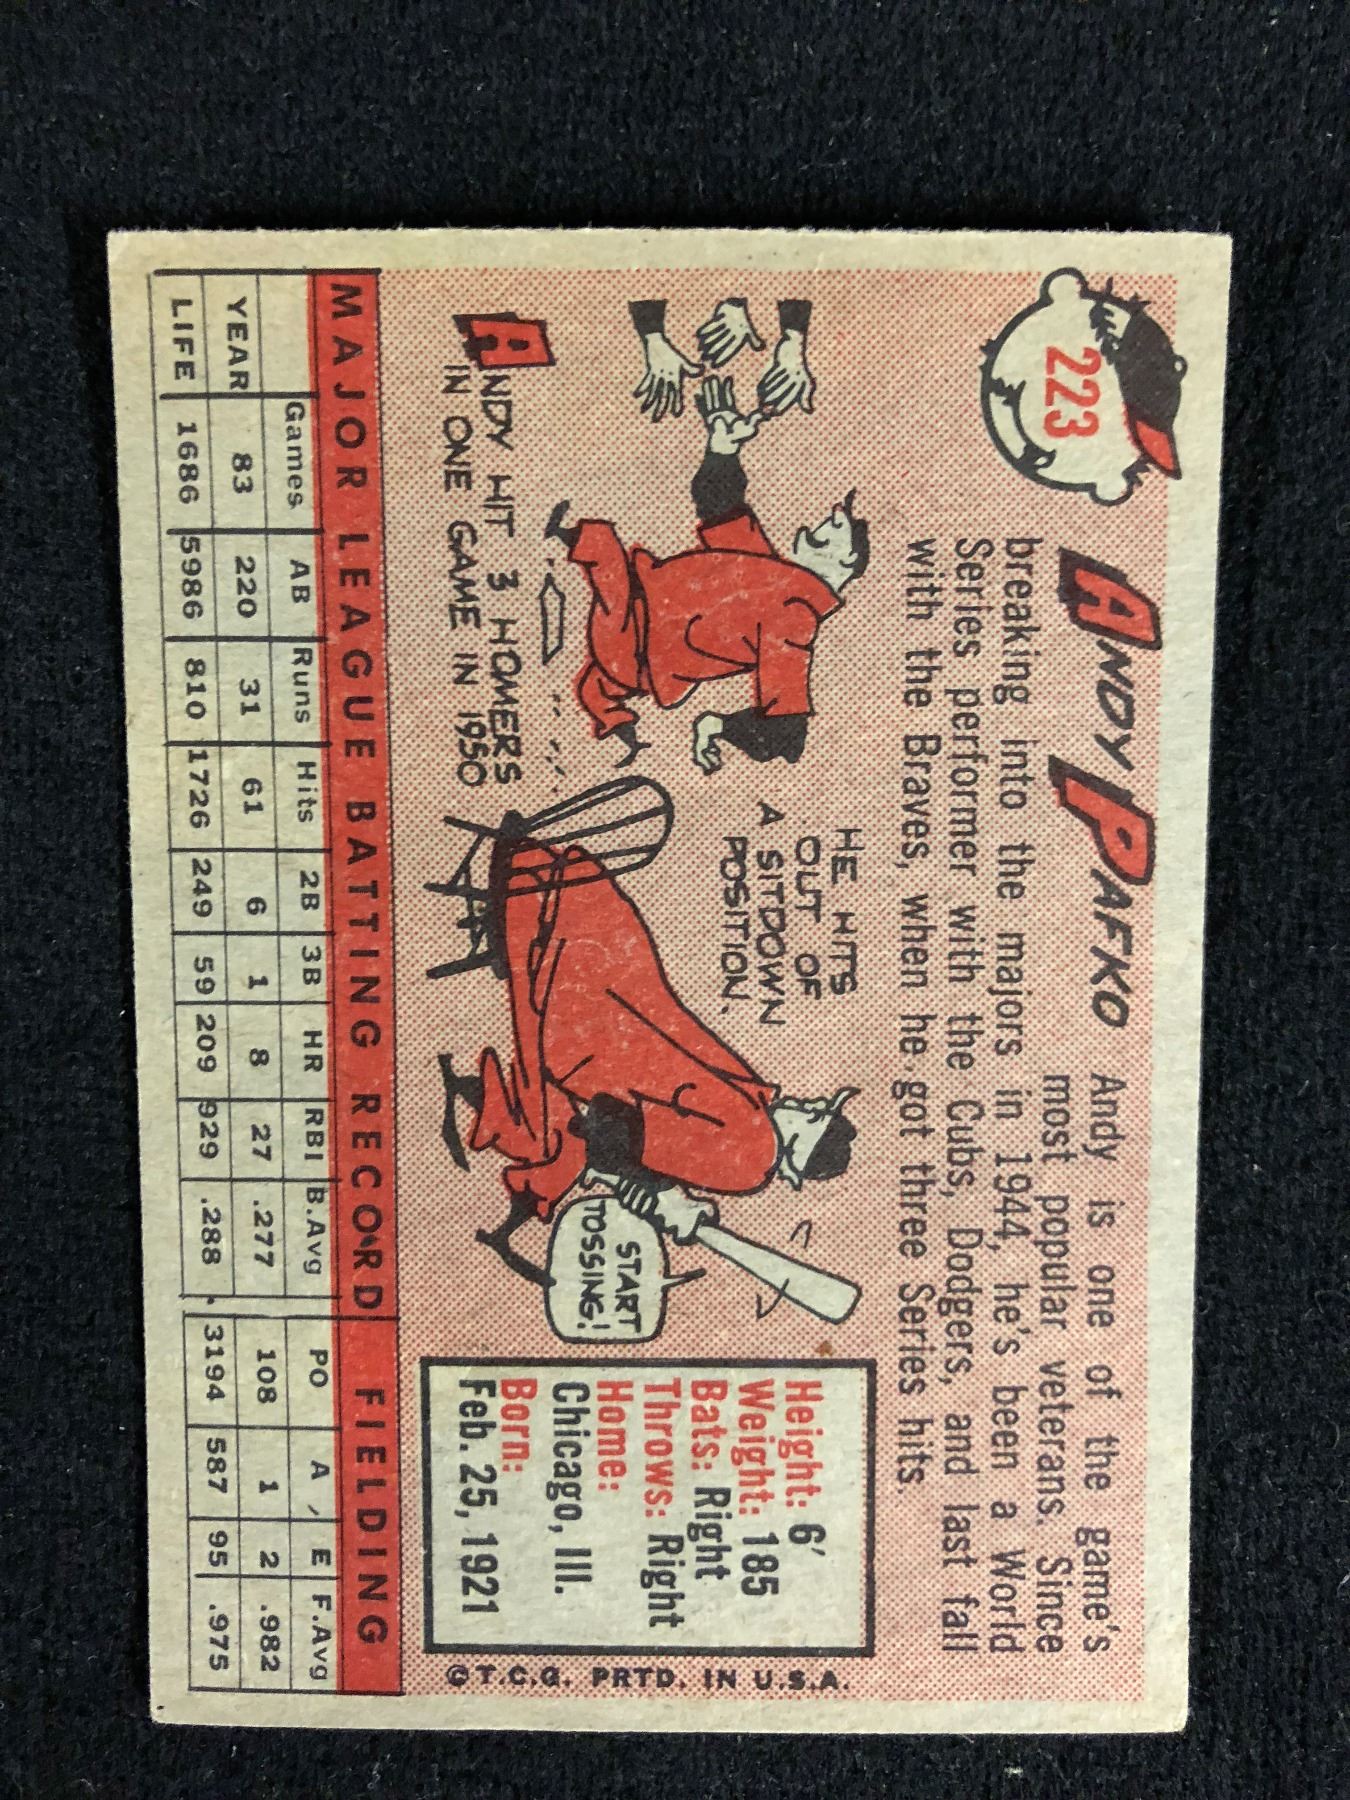 223
ANDY PAFKO
Andy is one of the game's
most popular veterans. Since
breaking into the majors in 1944, he's been a World
Series performer with the Cubs, Dodgers, and last fall
with the Braves, when he got three Series hits.
HE HITS
OUT OF
A SITDOWN
POSITION.
START
TOSSING!
ANDY HIT 3 HOMERS
IN ONE GAME IN 1950
Height: 6'
Weight: 185
Bats: Right
Throws: Right
Home:
Chicago, Ill.
Born:
Feb. 25, 1921
© T.C.G. PRTD. IN U.S.A.
MAJOR LEAGUE BATTING RECORD FIELDING
Games AB Runs Hits 2B 3B HR RBI B.Avg PO A E F.Avg
YEAR 83 220 31 61 6 1 8 27 .277 108 1 2 .982
LIFE 1686 5986 810 1726 249 59 209 929 .288 3194 587 95 .975